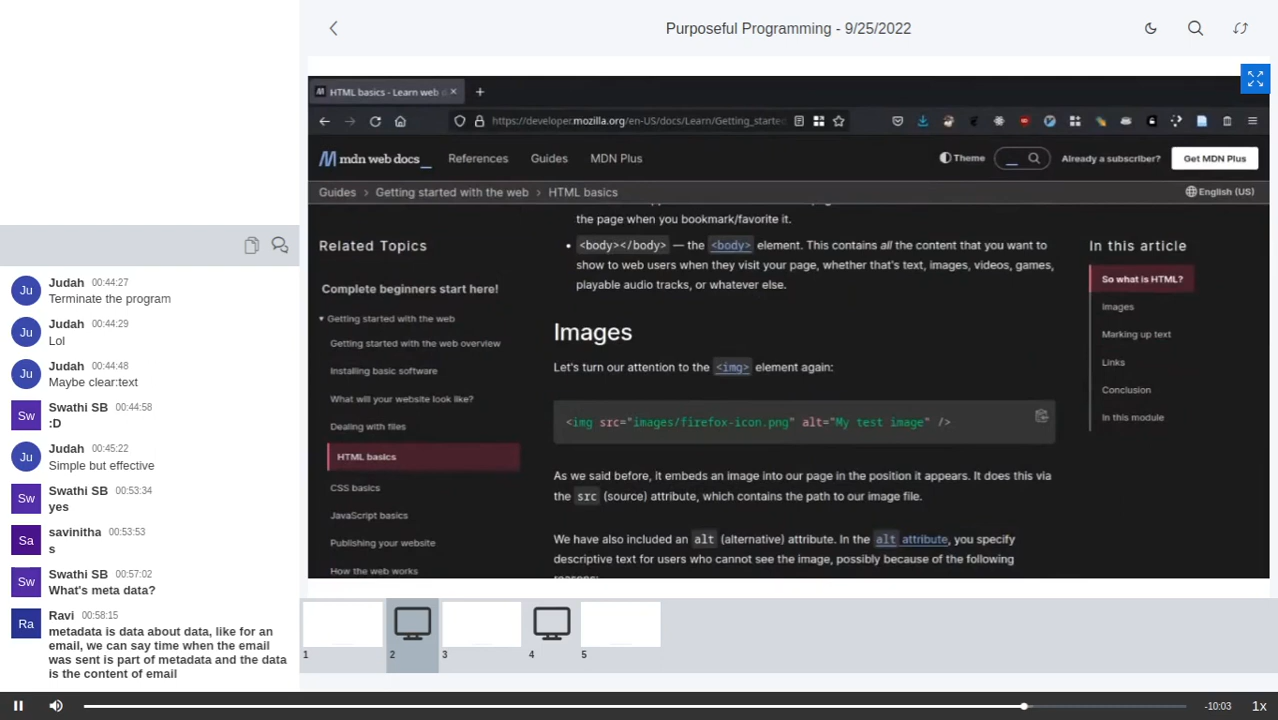 Purposeful Programming - 9/25/2022
HTML basics - Learn web
https://developer.mozilla.org/en-US/docs/Learn/Getting_starte
mdn web docs_
References
Guides
MDN Plus
Theme
Already a subscriber?
Get MDN Plus
Guides > Getting started with the web > HTML basics
English (US)
Related Topics
Complete beginners start here!
Getting started with the web
Getting started with the web overview
Installing basic software
What will your website look like?
Dealing with files
HTML basics
CSS basics
JavaScript basics
Publishing your website
How the web works
the page when you bookmark/favorite it.
• <body></body> — the <body> element. This contains all the content that you want to
show to web users when they visit your page, whether that's text, images, videos, games,
playable audio tracks, or whatever else.
Images
Let's turn our attention to the <img> element again:
<img src="images/firefox-icon.png" alt="My test image" />
As we said before, it embeds an image into our page in the position it appears. It does this via
the src (source) attribute, which contains the path to our image file.
We have also included an alt (alternative) attribute. In the alt attribute, you specify
descriptive text for users who cannot see the image, possibly because of the following
In this article
So what is HTML?
Images
Marking up text
Links
Conclusion
In this module
Ju
Judah 00:44:27
Terminate the program
Ju
Judah 00:44:29
Lol
Ju
Judah 00:44:48
Maybe clear:text
Sw
Swathi SB 00:44:58
:D
Ju
Judah 00:45:22
Simple but effective
Sw
Swathi SB 00:53:34
yes
Sa
savinitha 00:53:53
s
Sw
Swathi SB 00:57:02
What's meta data?
Ra
Ravi 00:58:15
metadata is data about data, like for an
email, we can say time when the email
was sent is part of metadata and the data
is the content of email
1
2
3
4
5
-10:03
1x